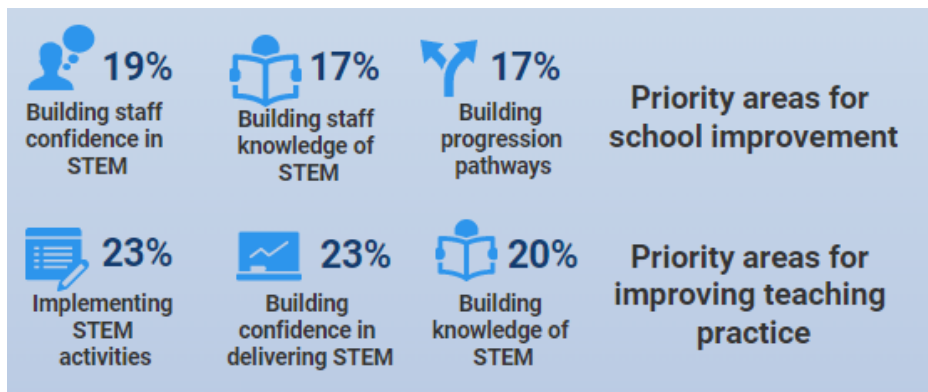 19%
Building staff
confidence in
STEM
17%
Building staff
knowledge of
STEM
17%
Building
progression
pathways
Priority areas for
school improvement
23%
Implementing
STEM
activities
23%
Building
confidence in
delivering STEM
20%
Building
knowledge of
STEM
Priority areas for
improving teaching
practice